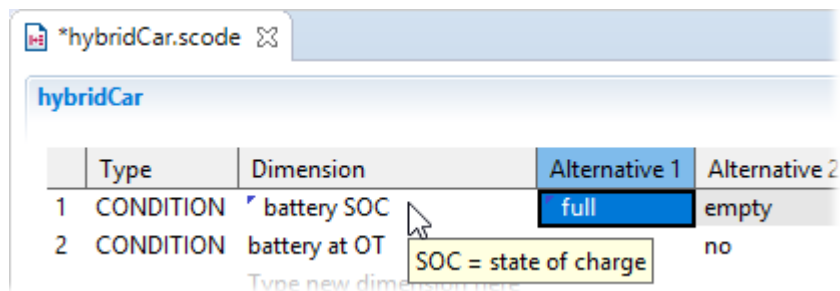 *hybridCar.scode
hybridCar
Type Dimension Alternative 1 Alternative 2
1 CONDITION battery SOC full empty
2 CONDITION battery at OT no
SOC = state of charge
Type new dimension here